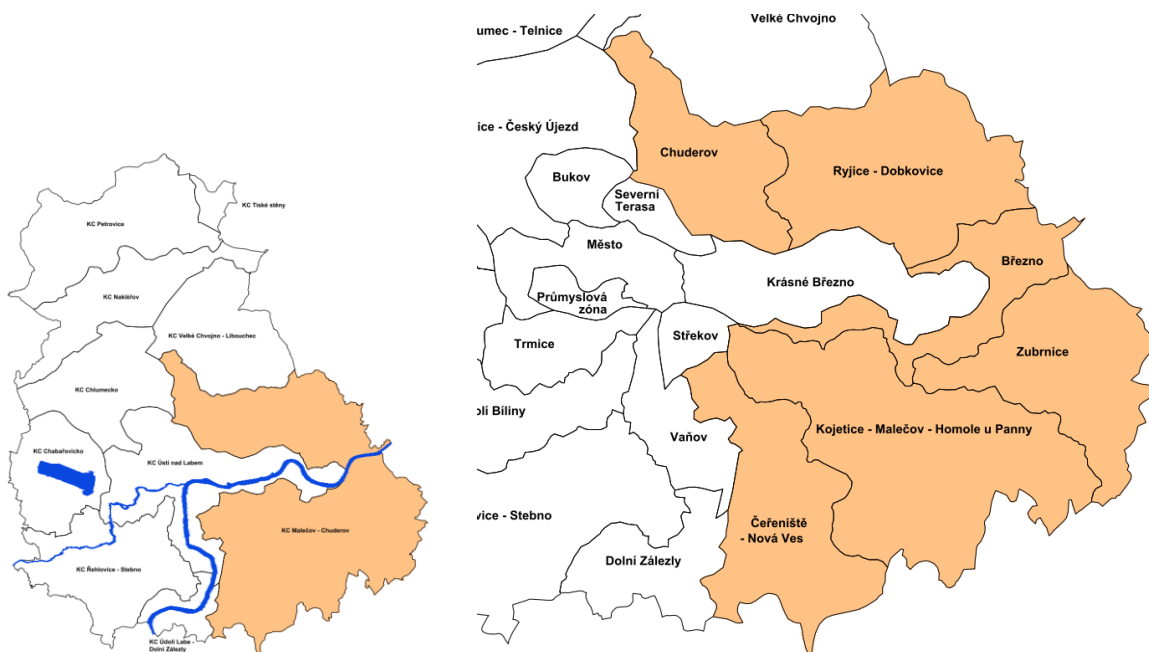 KC Tiské stěny
KC Petrovice
KC Nakléřov
KC Velké Chvojno - Libouchec
KC Chlumecko
KC Chabařovicko
KC Ústí nad Labem
KC Malečov - Chuderov
KC Řehlovice - Stebno
KC Údolí Labe -
Dolní Zálezly
Velké Chvojno
umec - Telnice
ice - Český Újezd
Chuderov
Ryjice - Dobkovice
Bukov
Severní
Terasa
Město
Březno
Krásné Březno
Průmyslová
zóna
Střekov
Trmice
Zubrnice
olí Bíliny
Vaňov
Kojetice - Malečov - Homole u Panny
vice - Stebno
Čeřeniště
- Nová Ves
Dolní Zálezly